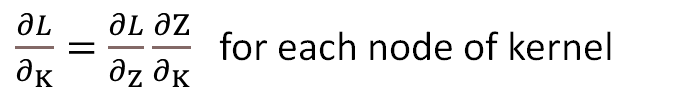 ∂L/∂K = ∂L/∂z ∂Z/∂K for each node of kernel